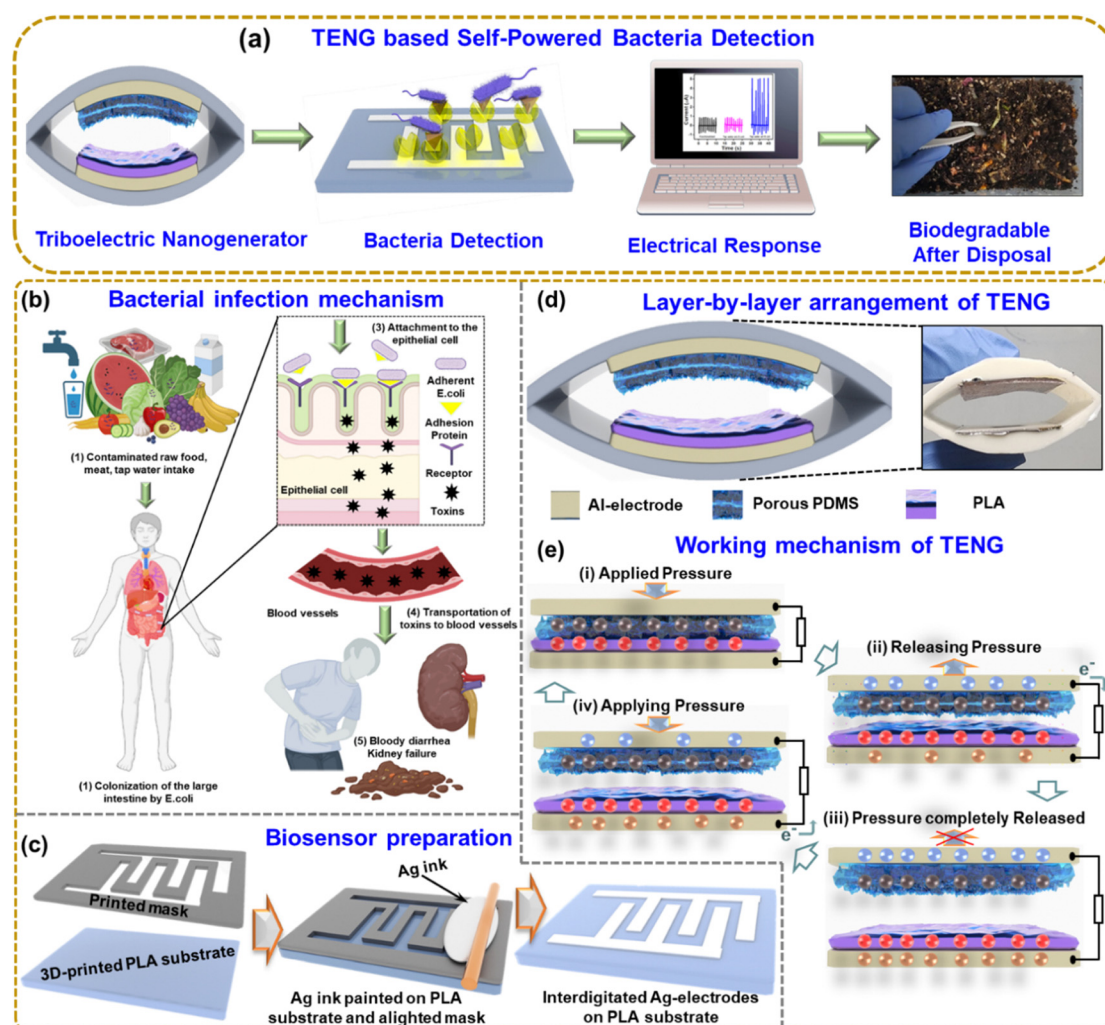 (a) TENG based Self-Powered Bacteria Detection
Current (μA)
Time (s)
Triboelectric Nanogenerator
Bacteria Detection
Electrical Response
Biodegradable
After Disposal
(b) Bacterial infection mechanism
(1) Contaminated raw food,
meat, tap water intake
(3) Attachment to the
epithelial cell
Adherent
E.coli
Adhesion
Protein
Receptor
Toxins
Epithelial cell
Blood vessels
(4) Transportation of
toxins to blood vessels
(5) Bloody diarrhea
Kidney failure
(1) Colonization of the large
intestine by E.coli
(c) Biosensor preparation
Printed mask
3D-printed PLA substrate
Ag ink
Ag ink painted on PLA
substrate and alighted mask
Interdigitated Ag-electrodes
on PLA substrate
(d) Layer-by-layer arrangement of TENG
Al-electrode
Porous PDMS
PLA
(e) Working mechanism of TENG
(i) Applied Pressure
(ii) Releasing Pressure
e-
(iv) Applying Pressure
e-
(iii) Pressure completely Released